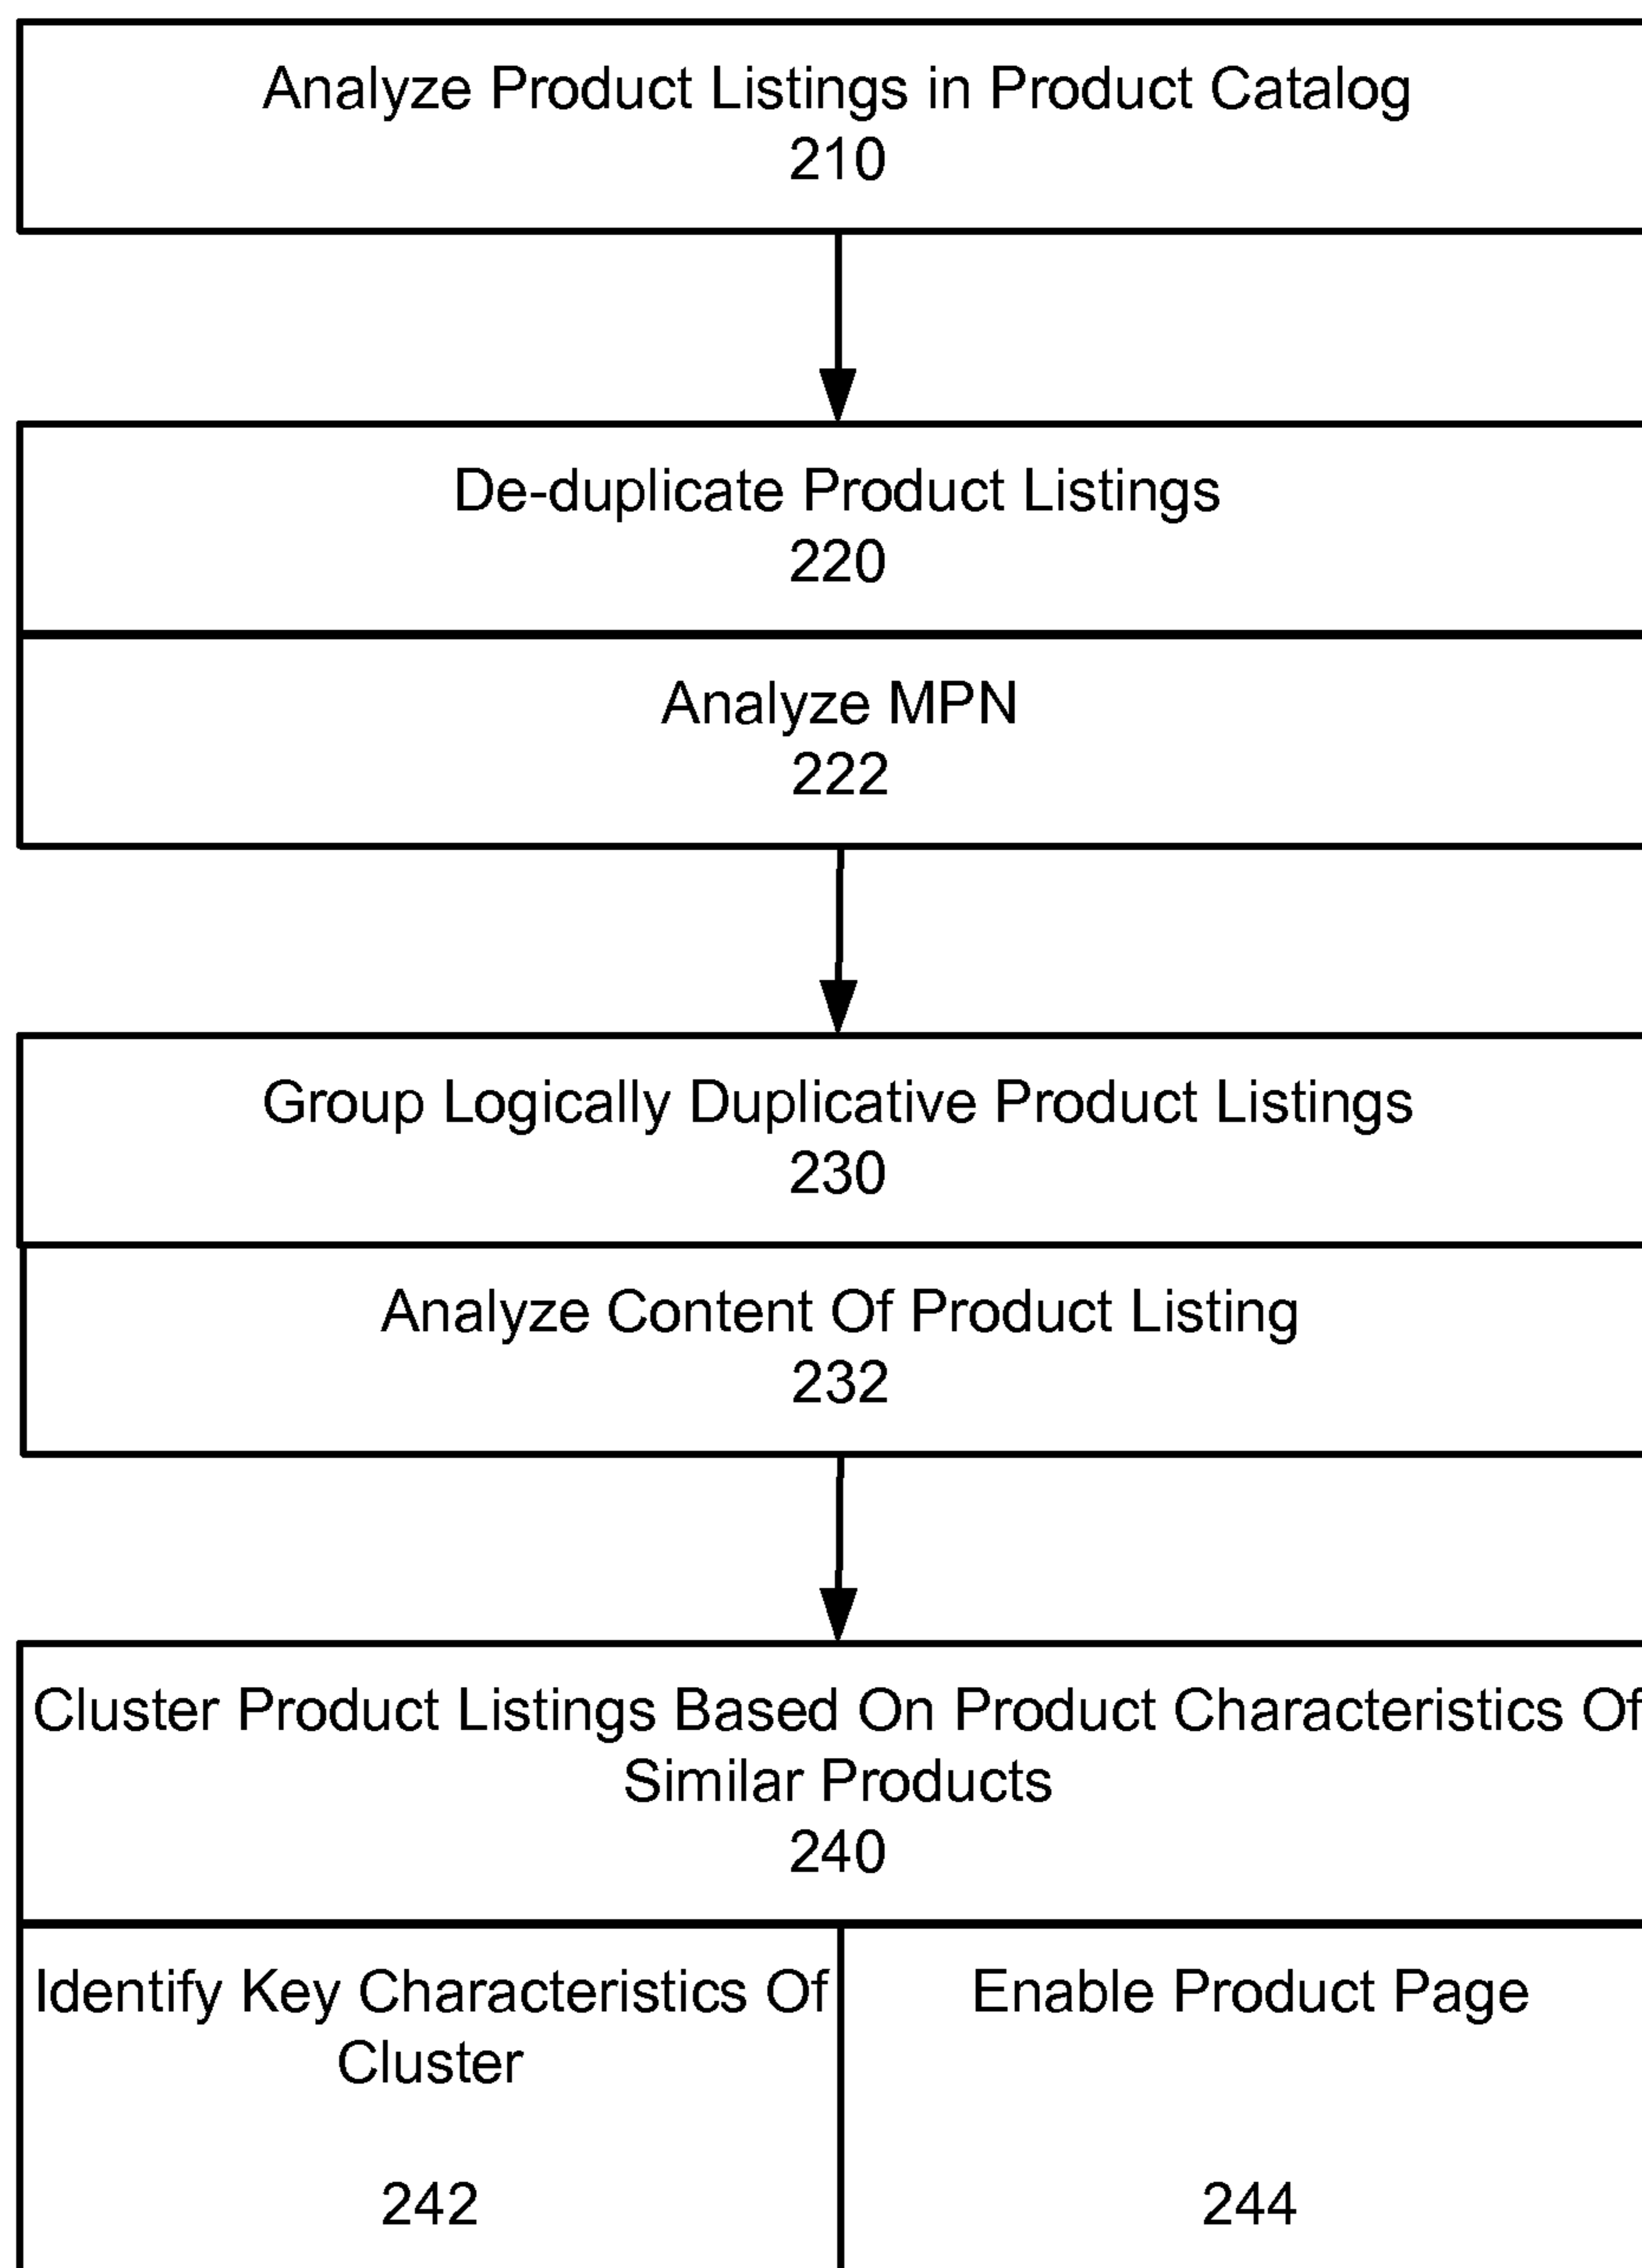 Analyze Product Listings in Product Catalog
210
De-duplicate Product Listings
220
Analyze MPN
222
Group Logically Duplicative Product Listings
230
Analyze Content Of Product Listing
232
Cluster Product Listings Based On Product Characteristics Of
Similar Products
240
Identify Key Characteristics Of
Cluster
242
Enable Product Page
244